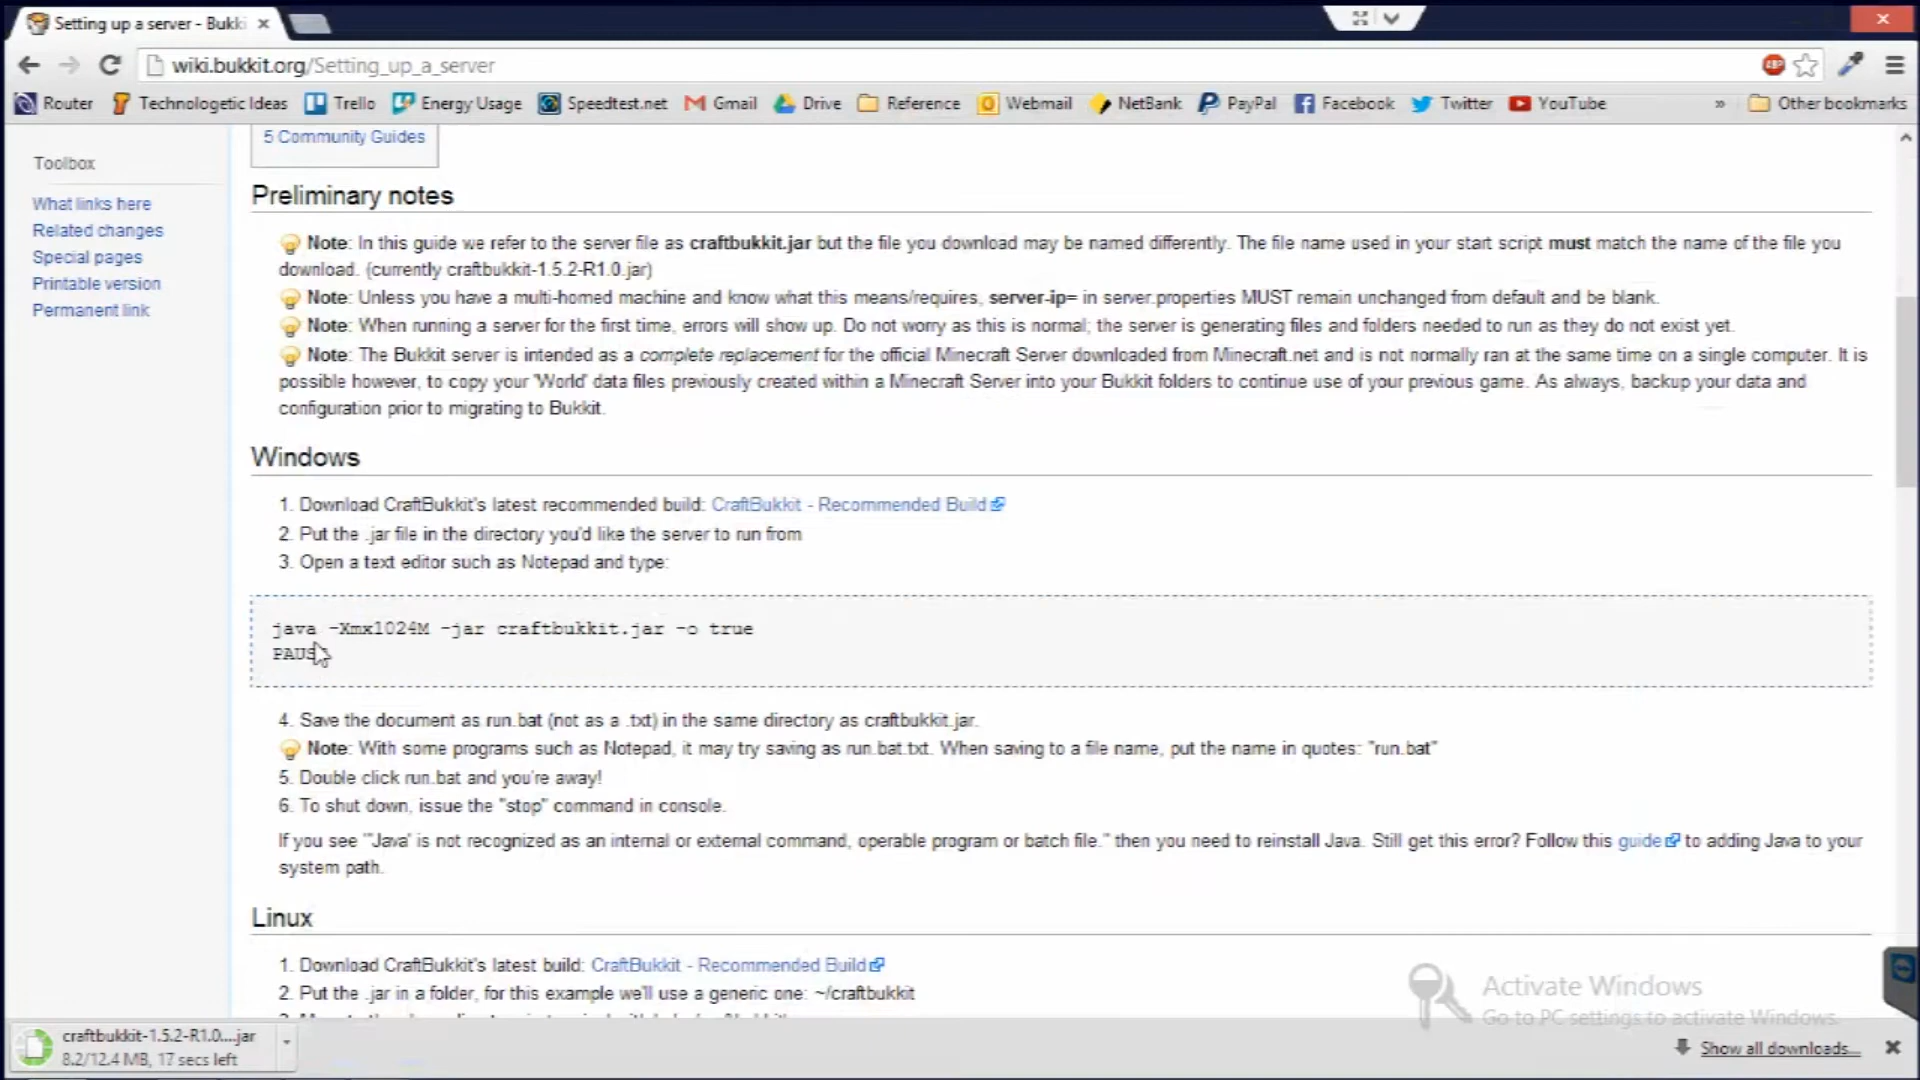 Setting up a server - Bukki
wiki.bukkit.org/Setting_up_a_server
ABP
Router Technologetic Ideas Trello Energy Usage Speedtest.net Gmail Drive Reference Webmail NetBank PayPal Facebook Twitter YouTube » Other bookmarks
5 Community Guides
Toolbox
What links here
Related changes
Special pages
Printable version
Permanent link
Preliminary notes
Note: In this guide we refer to the server file as craftbukkit.jar but the file you download may be named differently. The file name used in your start script must match the name of the file you
download. (currently craftbukkit-1.5.2-R1.0.jar)
Note: Unless you have a multi-homed machine and know what this means/requires, server-ip= in server.properties MUST remain unchanged from default and be blank.
Note: When running a server for the first time, errors will show up. Do not worry as this is normal; the server is generating files and folders needed to run as they do not exist yet.
Note: The Bukkit server is intended as a complete replacement for the official Minecraft Server downloaded from Minecraft.net and is not normally ran at the same time on a single computer. It is
possible however, to copy your 'World' data files previously created within a Minecraft Server into your Bukkit folders to continue use of your previous game. As always, backup your data and
configuration prior to migrating to Bukkit.
Windows
1. Download CraftBukkit's latest recommended build: CraftBukkit - Recommended Build
2. Put the .jar file in the directory you'd like the server to run from
3. Open a text editor such as Notepad and type:
java -Xmx1024M -jar craftbukkit.jar -o true
PAUS
4. Save the document as run.bat (not as a .txt) in the same directory as craftbukkit.jar.
Note: With some programs such as Notepad, it may try saving as run.bat.txt. When saving to a file name, put the name in quotes: "run.bat"
5. Double click run.bat and you're away!
6. To shut down, issue the "stop" command in console.
If you see "'Java' is not recognized as an internal or external command, operable program or batch file." then you need to reinstall Java. Still get this error? Follow this guide to adding Java to your
system path.
Linux
1. Download CraftBukkit's latest build: CraftBukkit - Recommended Build
2. Put the .jar in a folder, for this example we'll use a generic one: ~/craftbukkit
Activate Windows
Go to PC settings to activate Windows.
craftbukkit-1.5.2-R1.0....jar
8.2/12.4 MB, 17 secs left
Show all downloads...